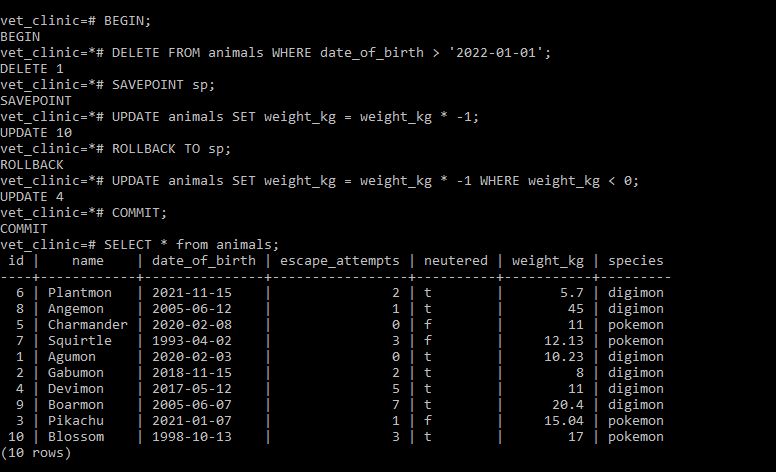 vet_clinic=# BEGIN;
BEGIN
vet_clinic=*# DELETE FROM animals WHERE date_of_birth > '2022-01-01';
DELETE 1
vet_clinic=*# SAVEPOINT sp;
SAVEPOINT
vet_clinic=*# UPDATE animals SET weight_kg = weight_kg * -1;
UPDATE 10
vet_clinic=*# ROLLBACK TO sp;
ROLLBACK
vet_clinic=*# UPDATE animals SET weight_kg = weight_kg * -1 WHERE weight_kg < 0;
UPDATE 4
vet_clinic=*# COMMIT;
COMMIT
vet_clinic=# SELECT * from animals;
 id |    name    | date_of_birth | escape_attempts | neutered | weight_kg | species
----+------------+---------------+-----------------+----------+-----------+---------
  6 | Plantmon   | 2021-11-15    |               2 | t        |       5.7 | digimon
  8 | Angemon    | 2005-06-12    |               1 | t        |        45 | digimon
  5 | Charmander | 2020-02-08    |               0 | f        |        11 | pokemon
  7 | Squirtle   | 1993-04-02    |               3 | f        |     12.13 | pokemon
  1 | Agumon     | 2020-02-03    |               0 | t        |     10.23 | digimon
  2 | Gabumon    | 2018-11-15    |               2 | t        |         8 | digimon
  4 | Devimon    | 2017-05-12    |               5 | t        |        11 | digimon
  9 | Boarmon    | 2005-06-07    |               7 | t        |      20.4 | digimon
  3 | Pikachu    | 2021-01-07    |               1 | f        |     15.04 | pokemon
 10 | Blossom    | 1998-10-13    |               3 | t        |        17 | pokemon
(10 rows)